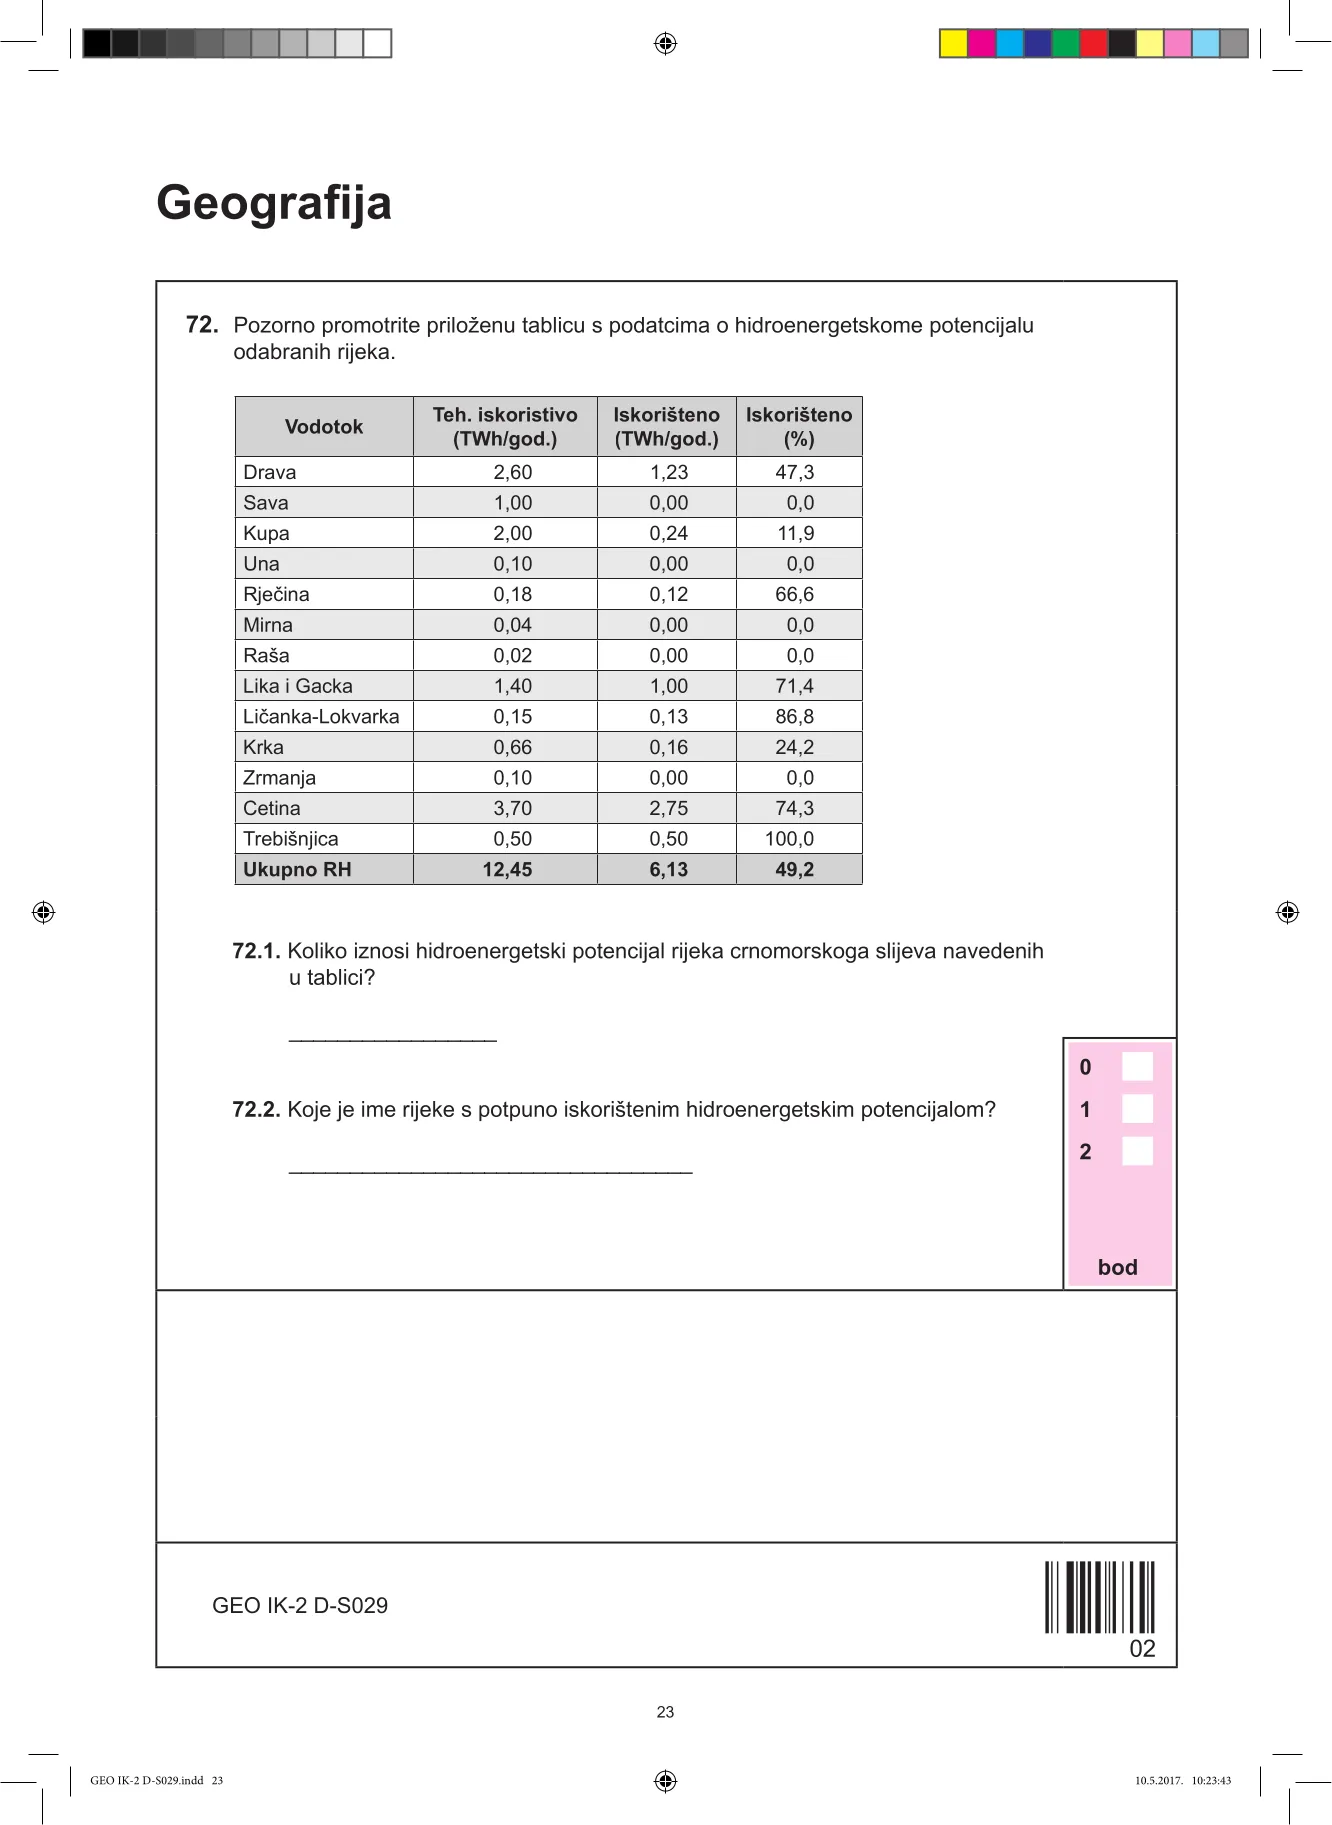 Geografija
72. Pozorno promotrite priloženu tablicu s podatcima o hidroenergetskome potencijalu
odabranih rijeka.
Vodotok Teh. iskoristivo (TWh/god.) Iskorišteno (TWh/god.) Iskorišteno (%)
Drava 2,60 1,23 47,3
Sava 1,00 0,00 0,0
Kupa 2,00 0,24 11,9
Una 0,10 0,00 0,0
Rječina 0,18 0,12 66,6
Mirna 0,04 0,00 0,0
Raša 0,02 0,00 0,0
Lika i Gacka 1,40 1,00 71,4
Ličanka-Lokvarka 0,15 0,13 86,8
Krka 0,66 0,16 24,2
Zrmanja 0,10 0,00 0,0
Cetina 3,70 2,75 74,3
Trebišnjica 0,50 0,50 100,0
Ukupno RH 12,45 6,13 49,2
72.1. Koliko iznosi hidroenergetski potencijal rijeka crnomorskoga slijeva navedenih
u tablici?
72.2. Koje je ime rijeke s potpuno iskorištenim hidroenergetskim potencijalom?
0
1
2
bod
GEO IK-2 D-S029
02
23
GEO IK-2 D-S029.indd 23 10.5.2017. 10:23:43